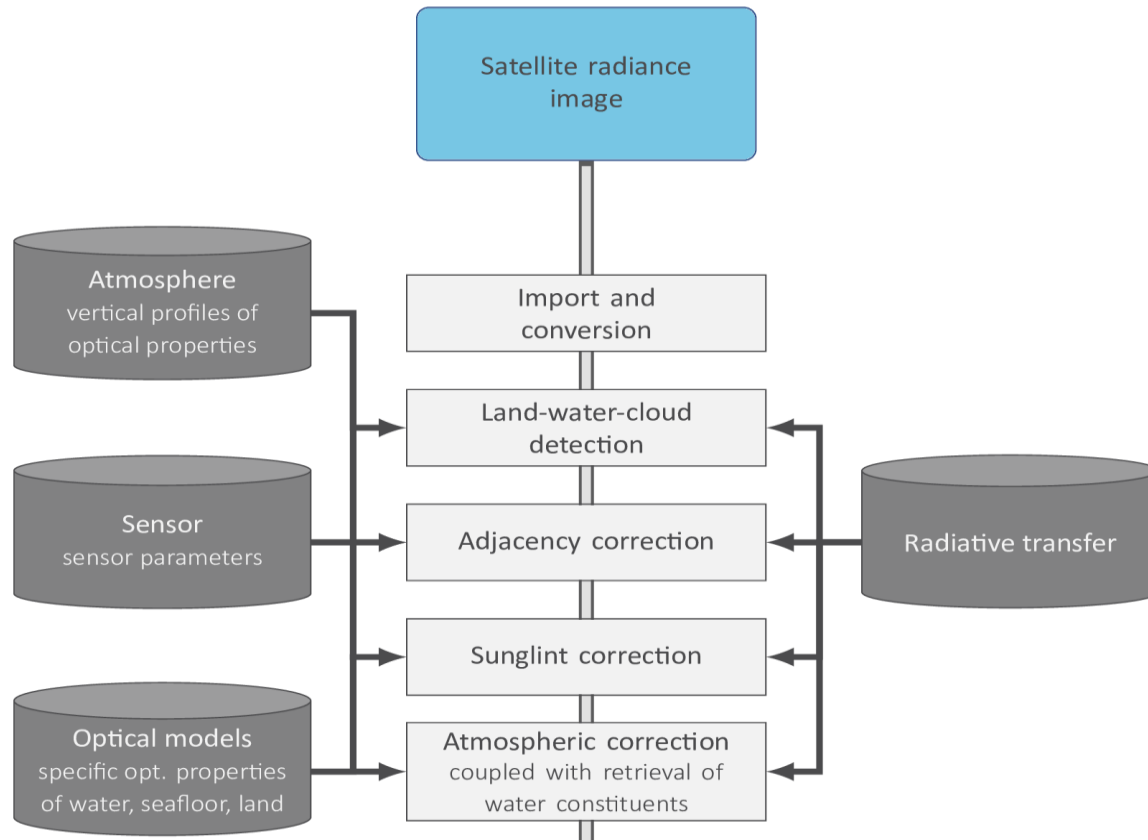 Satellite radiance
image
Atmosphere
vertical profiles of
optical properties
Import and
conversion
Land-water-cloud
detection
Sensor
sensor parameters
Adjacency correction
Radiative transfer
Sunglint correction
Optical models
specific opt. properties
of water, seafloor, land
Atmospheric correction
coupled with retrieval of
water constituents